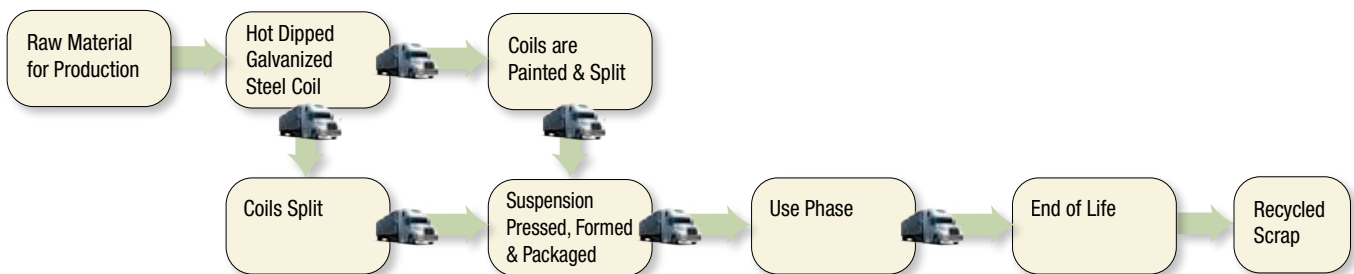 Raw Material
for Production
Hot Dipped
Galvanized
Steel Coil
Coils are
Painted & Split
Coils Split
Suspension
Pressed, Formed
& Packaged
Use Phase
End of Life
Recycled
Scrap